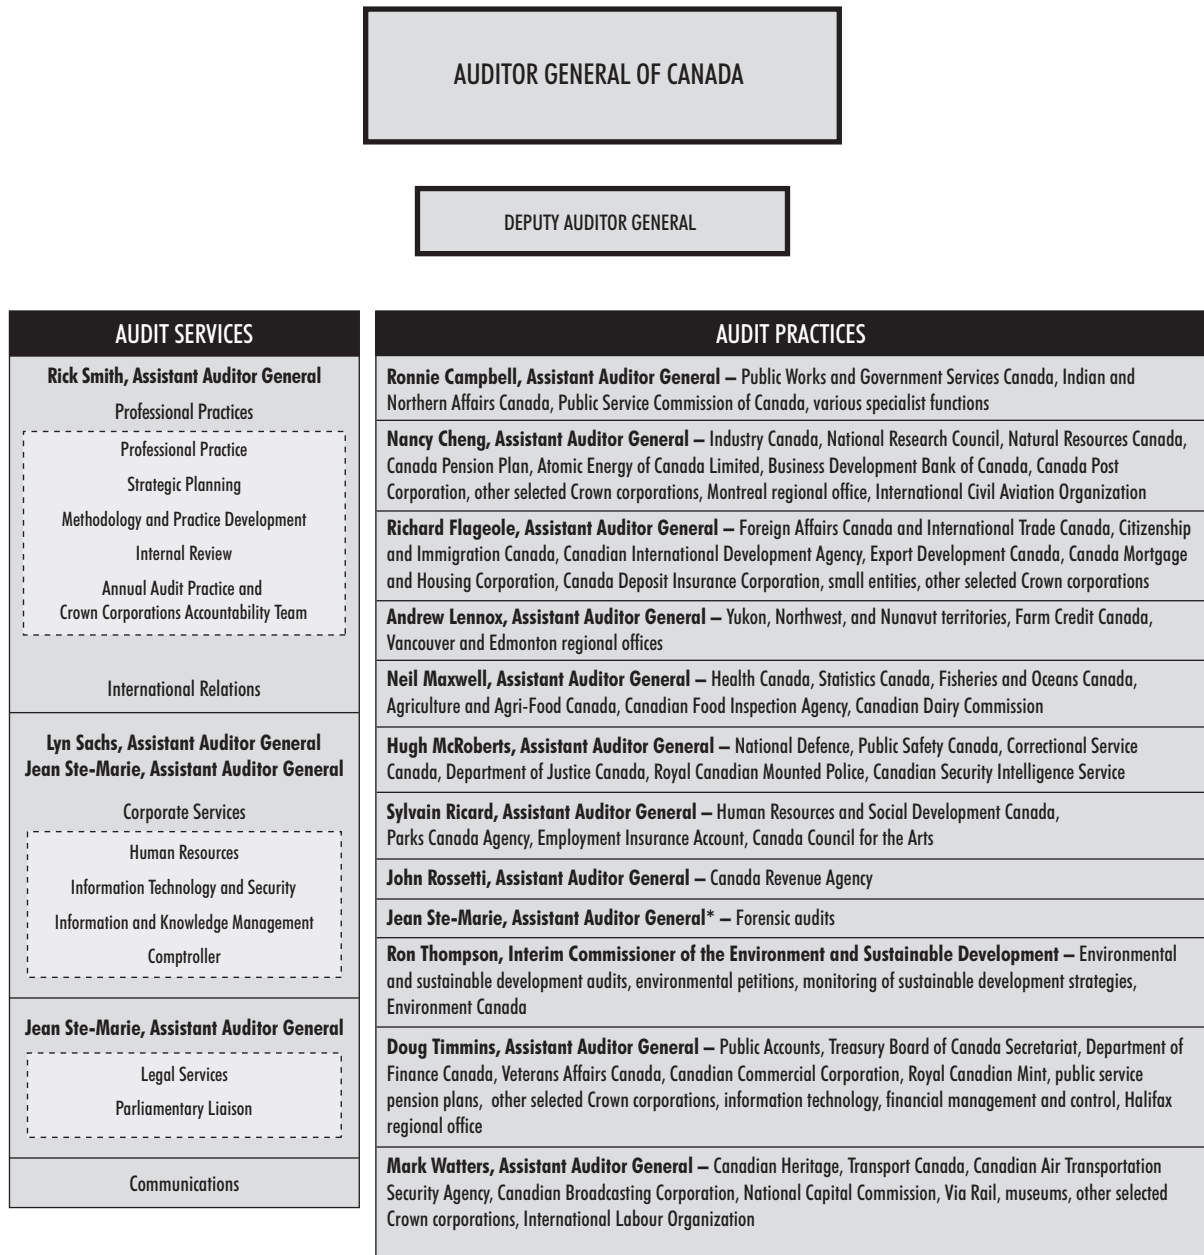 AUDITOR GENERAL OF CANADA
DEPUTY AUDITOR GENERAL
AUDIT SERVICES
Rick Smith, Assistant Auditor General
Professional Practices
Professional Practice
Strategic Planning
Methodology and Practice Development
Internal Review
Annual Audit Practice and
Crown Corporations Accountability Team
International Relations
Lyn Sachs, Assistant Auditor General
Jean Ste-Marie, Assistant Auditor General
Corporate Services
Human Resources
Information Technology and Security
Information and Knowledge Management
Comptroller
Jean Ste-Marie, Assistant Auditor General
Legal Services
Parliamentary Liaison
Communications
AUDIT PRACTICES
Ronnie Campbell, Assistant Auditor General – Public Works and Government Services Canada, Indian and
Northern Affairs Canada, Public Service Commission of Canada, various specialist functions
Nancy Cheng, Assistant Auditor General – Industry Canada, National Research Council, Natural Resources Canada,
Canada Pension Plan, Atomic Energy of Canada Limited, Business Development Bank of Canada, Canada Post
Corporation, other selected Crown corporations, Montreal regional office, International Civil Aviation Organization
Richard Flageole, Assistant Auditor General – Foreign Affairs Canada and International Trade Canada, Citizenship
and Immigration Canada, Canadian International Development Agency, Export Development Canada, Canada Mortgage
and Housing Corporation, Canada Deposit Insurance Corporation, small entities, other selected Crown corporations
Andrew Lennox, Assistant Auditor General – Yukon, Northwest, and Nunavut territories, Farm Credit Canada,
Vancouver and Edmonton regional offices
Neil Maxwell, Assistant Auditor General – Health Canada, Statistics Canada, Fisheries and Oceans Canada,
Agriculture and Agri-Food Canada, Canadian Food Inspection Agency, Canadian Dairy Commission
Hugh McRoberts, Assistant Auditor General – National Defence, Public Safety Canada, Correctional Service
Canada, Department of Justice Canada, Royal Canadian Mounted Police, Canadian Security Intelligence Service
Sylvain Ricard, Assistant Auditor General – Human Resources and Social Development Canada,
Parks Canada Agency, Employment Insurance Account, Canada Council for the Arts
John Rossetti, Assistant Auditor General – Canada Revenue Agency
Jean Ste-Marie, Assistant Auditor General* – Forensic audits
Ron Thompson, Interim Commissioner of the Environment and Sustainable Development – Environmental
and sustainable development audits, environmental petitions, monitoring of sustainable development strategies,
Environment Canada
Doug Timmins, Assistant Auditor General – Public Accounts, Treasury Board of Canada Secretariat, Department of
Finance Canada, Veterans Affairs Canada, Canadian Commercial Corporation, Royal Canadian Mint, public service
pension plans, other selected Crown corporations, information technology, financial management and control, Halifax
regional office
Mark Watters, Assistant Auditor General – Canadian Heritage, Transport Canada, Canadian Air Transportation
Security Agency, Canadian Broadcasting Corporation, National Capital Commission, Via Rail, museums, other selected
Crown corporations, International Labour Organization